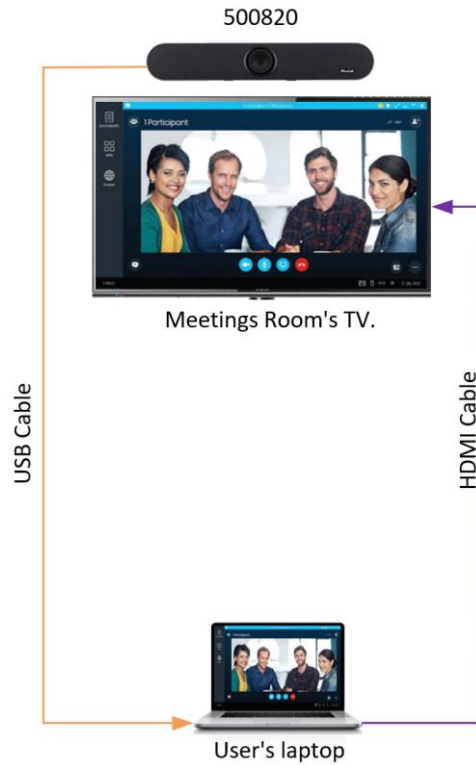 500820
1 Participant
Meetings Room's TV.
USB Cable
HDMI Cable
User's laptop